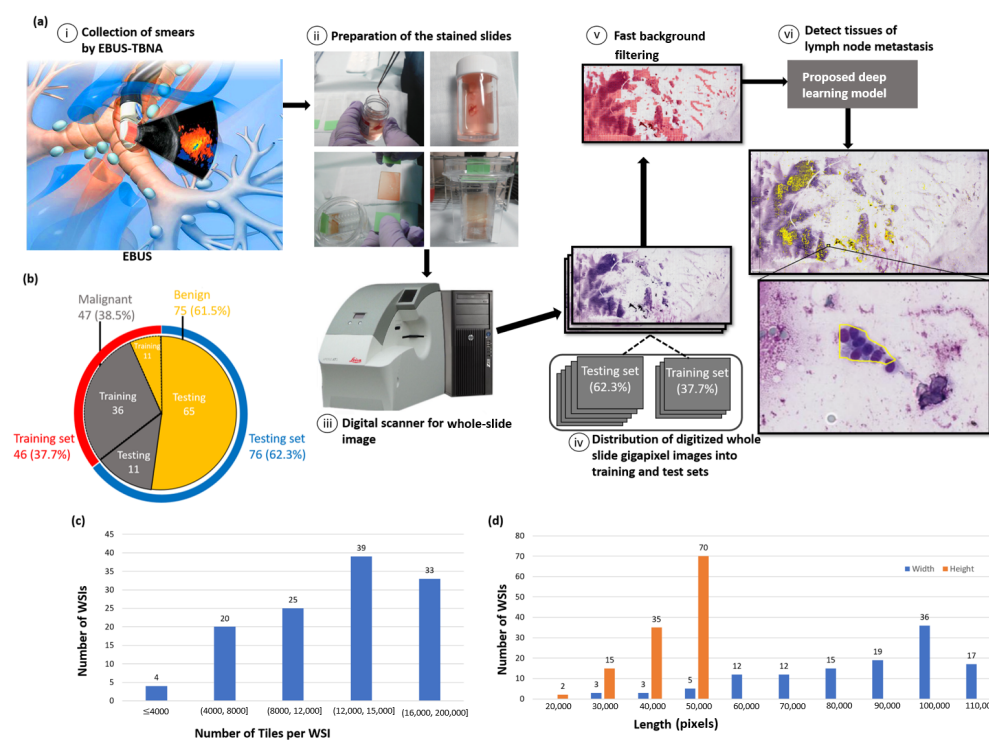 (a)
i Collection of smears
by EBUS-TBNA
EBUS
ii Preparation of the stained slides
iii Digital scanner for whole-slide
image
Leica
Testing set
(62.3%)
Training set
(37.7%)
iv Distribution of digitized whole
slide gigapixel images into
training and test sets
v Fast background
filtering
vi Detect tissues of
lymph node metastasis
Proposed deep
learning model
(b)
Malignant
47 (38.5%)
Benign
75 (61.5%)
Training
11
Training
36
Testing
65
Testing
11
Training set
46 (37.7%)
Testing set
76 (62.3%)
(c)
Number of WSIs
45
40
35
30
25
20
15
10
5
0
4
20
25
39
33
≤4000
(4000, 8000]
(8000, 12,000]
(12,000, 15,000]
(16,000, 200,000]
Number of Tiles per WSI
(d)
Number of WSIs
80
70
60
50
40
30
20
10
0
Width
Height
2
3
15
3
35
5
70
12
12
15
19
36
17
20,000
30,000
40,000
50,000
60,000
70,000
80,000
90,000
100,000
110,00
Length (pixels)